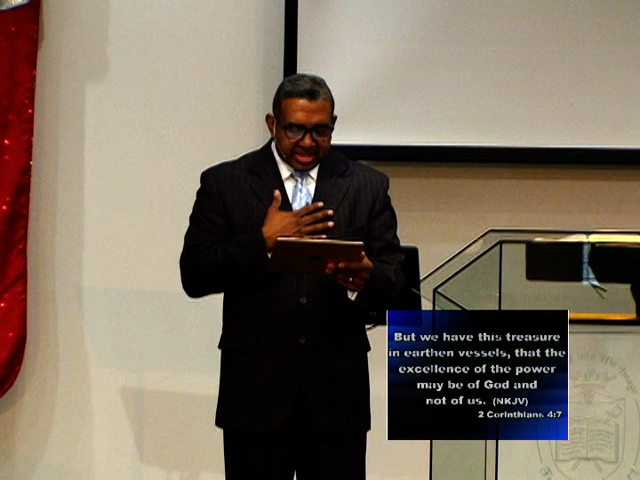 But we have this treasure
in earthen vessels, that the
excellence of the power
may be of God and
not of us. (NKJV)
2 Corinthians 4:7